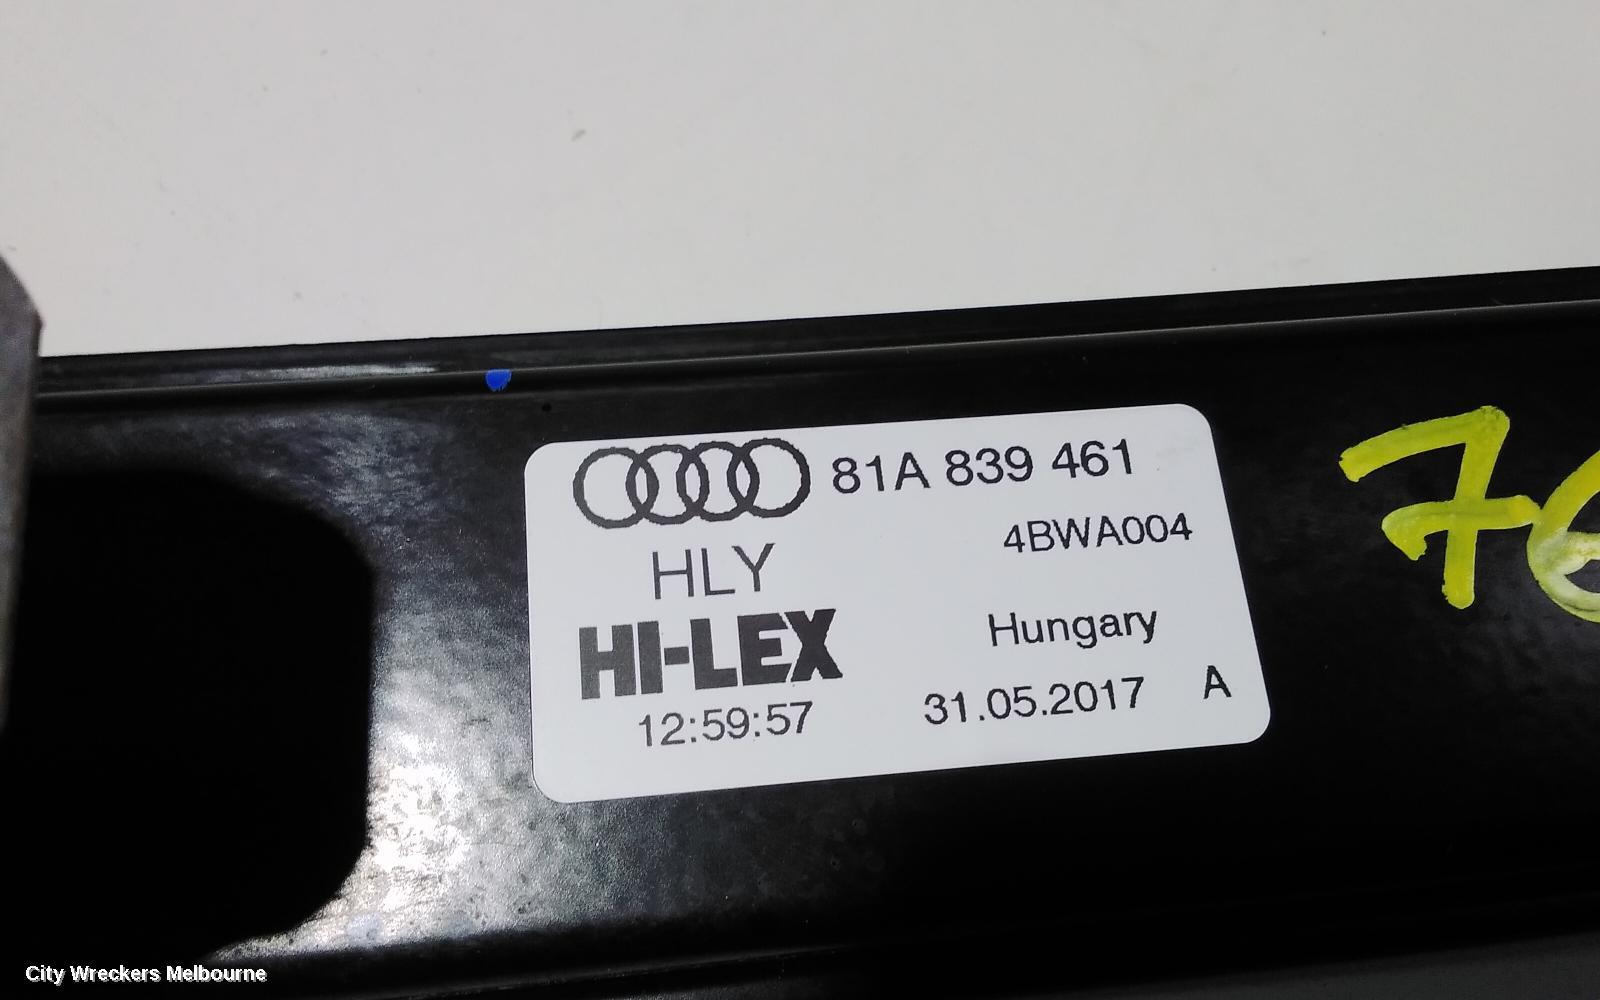 81A 839 461
4BWA004
HLY
HI-LEX
Hungary
12:59:57
31.05.2017 A
City Wreckers Melbourne